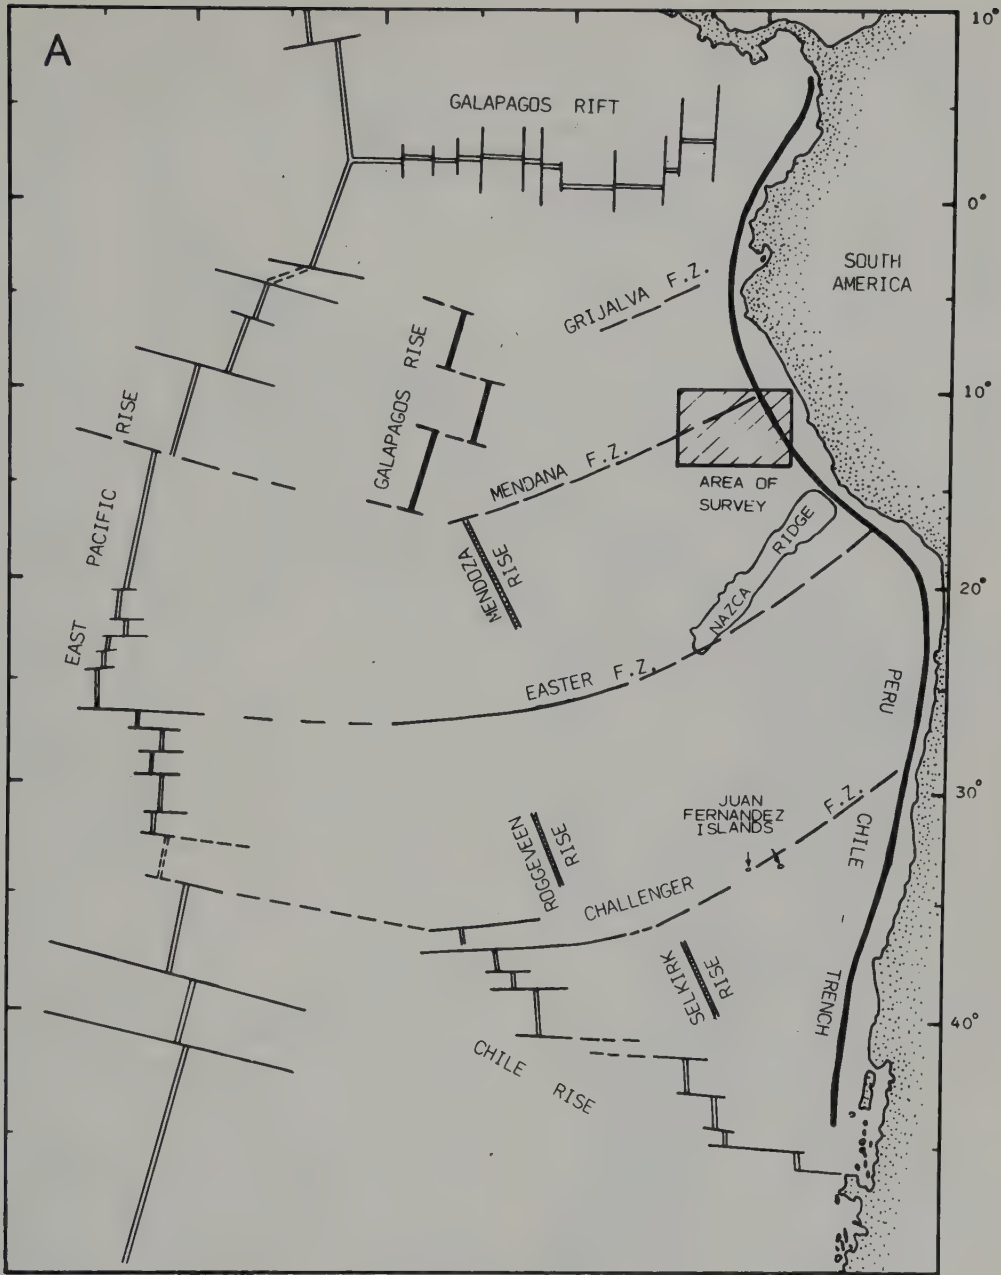 A
10°
GALAPAGOS RIFT
0°
SOUTH
AMERICA
GRIJALVA F.Z.
GALAPAGOS RISE
10°
EAST PACIFIC RISE
MENDANA F.Z.
AREA OF
SURVEY
MENDOZA
RISE
NAZCA RIDGE
20°
EASTER F.Z.
PERU CHILE TRENCH
30°
JUAN
FERNANDEZ
ISLANDS
ROGGEVEEN
RISE
CHALLENGER F.Z.
SELKIRK
RISE
40°
CHILE RISE